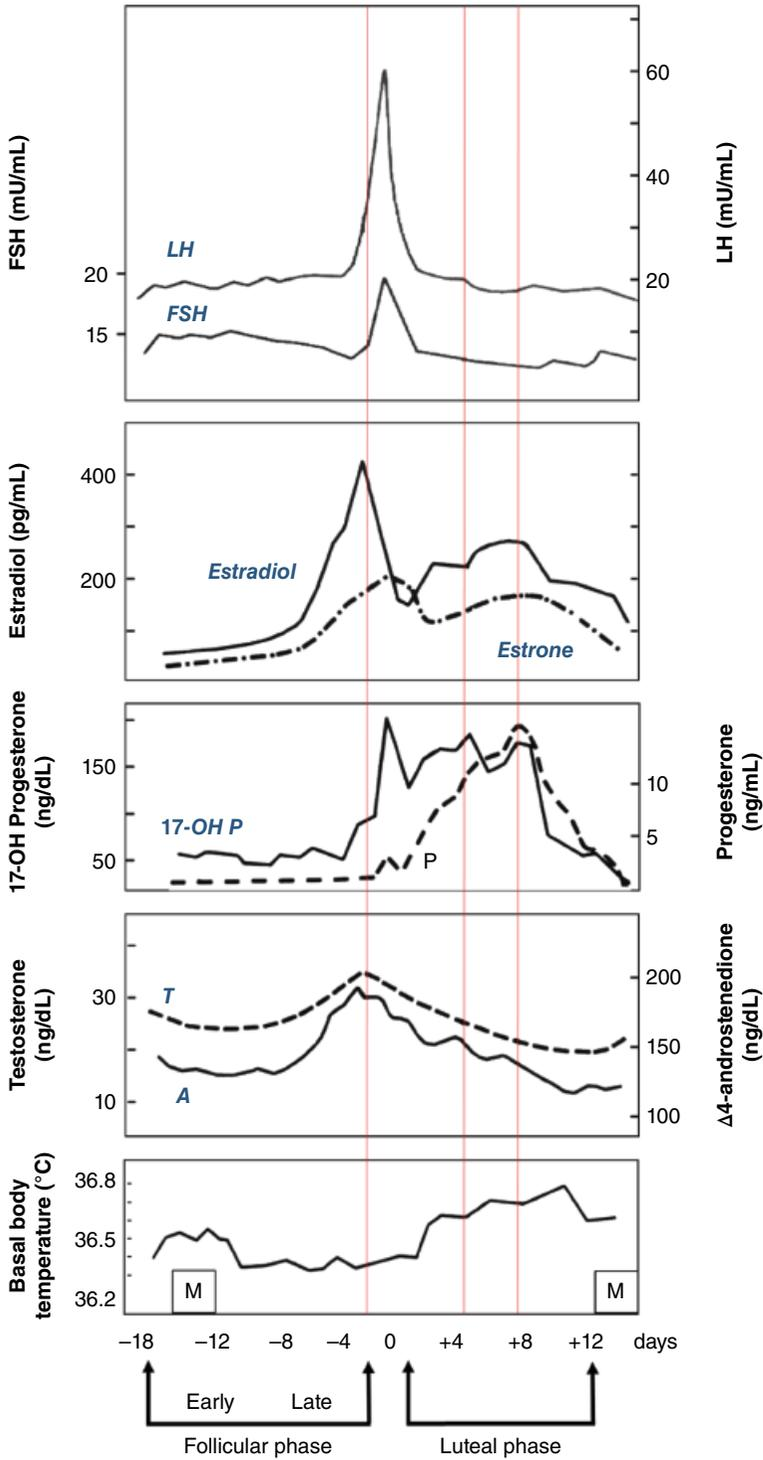 FSH (mU/mL)
LH (mU/mL)
60
40
20
20
15
LH
FSH
Estradiol (pg/mL)
400
200
Estradiol
Estrone
17-OH Progesterone
(ng/dL)
Progesterone
(ng/mL)
150
50
10
5
17-OH P
P
Testosterone
(ng/dL)
Δ4-androstenedione
(ng/dL)
30
10
200
150
100
T
A
Basal body
temperature (°C)
36.8
36.5
36.2
M
M
–18 –12 –8 –4 0 +4 +8 +12 days
Early Late
Follicular phase Luteal phase